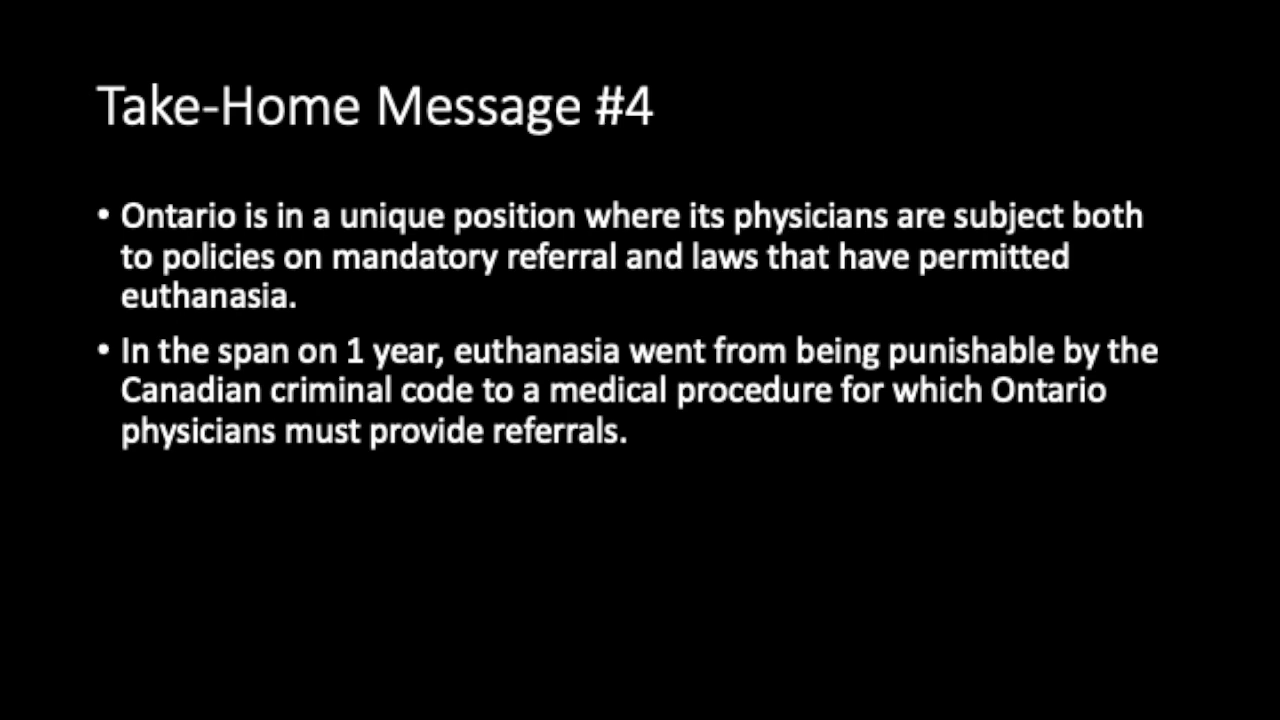 Take-Home Message #4
• Ontario is in a unique position where its physicians are subject both
to policies on mandatory referral and laws that have permitted
euthanasia.
• In the span on 1 year, euthanasia went from being punishable by the
Canadian criminal code to a medical procedure for which Ontario
physicians must provide referrals.